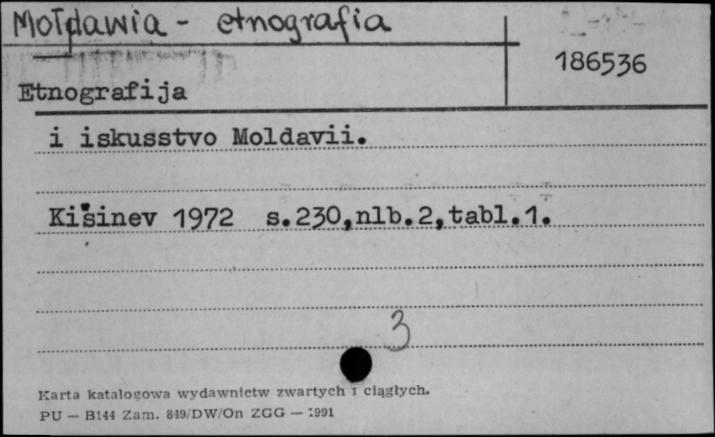 Mołdawia - etnografia
186536
Etnografija
i iskusstvo Moldavii.
Kišinev 1972 s.230,nlb.2,tabl.1.
3
Karta katalogowa wydawnictw zwartych i ciągłych.
PU — B144 Zam. 849/DW/On ZGG — 1991